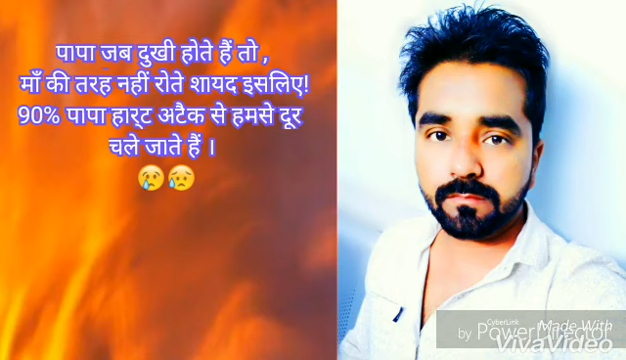 पापा जब दुखी होते हैं तो ,
माँ की तरह नहीं रोते शायद इसलिए!
90% पापा हार्ट अटैक से हमसे दूर
चले जाते हैं ।
😢😥
CyberLink
by PowerDirector
Made With
VivaVideo